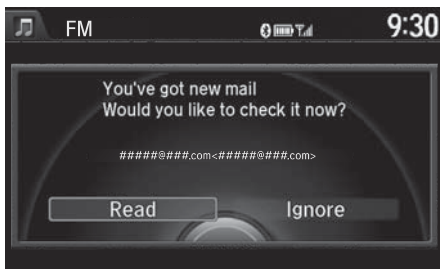 FM
9:30
You've got new mail
Would you like to check it now?
#####@###.com<#####@###.com>
Read
Ignore